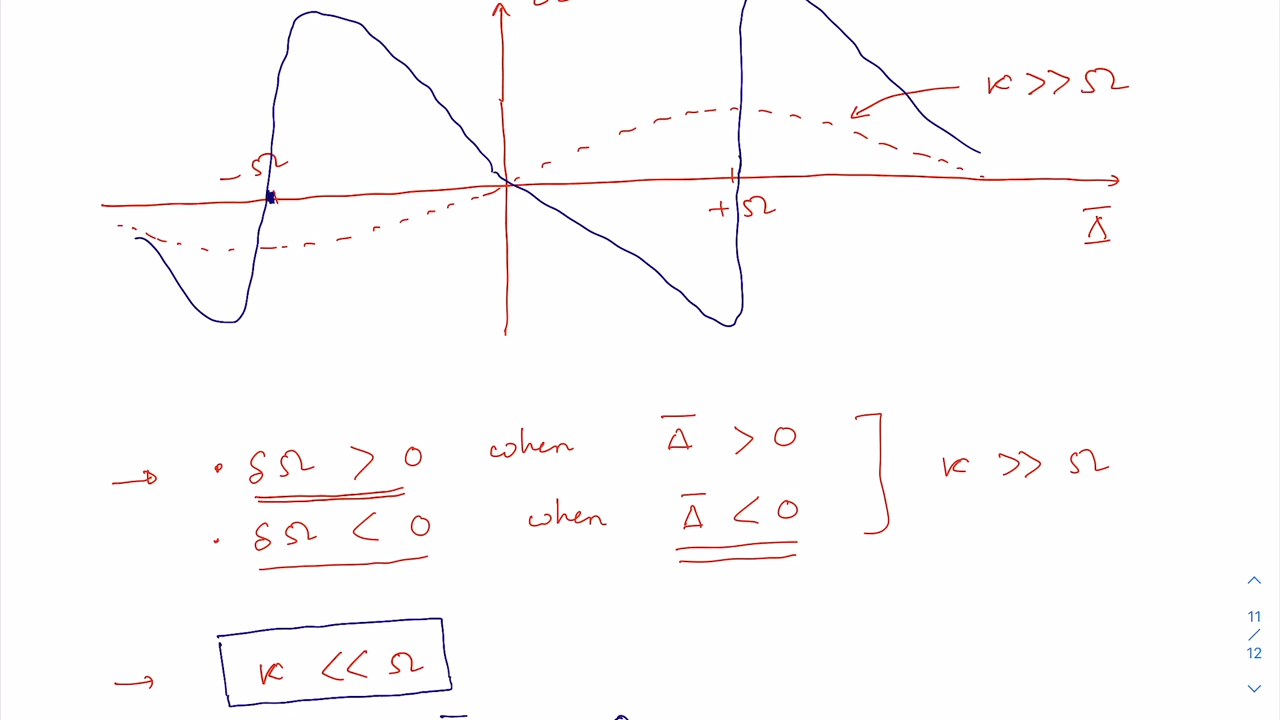 κ >> Ω
− Ω
+ Ω
Δ̅
→ • δΩ > 0 when Δ̅ > 0
• δΩ < 0 when Δ̅ < 0
κ >> Ω
→ κ << Ω
11
/
12